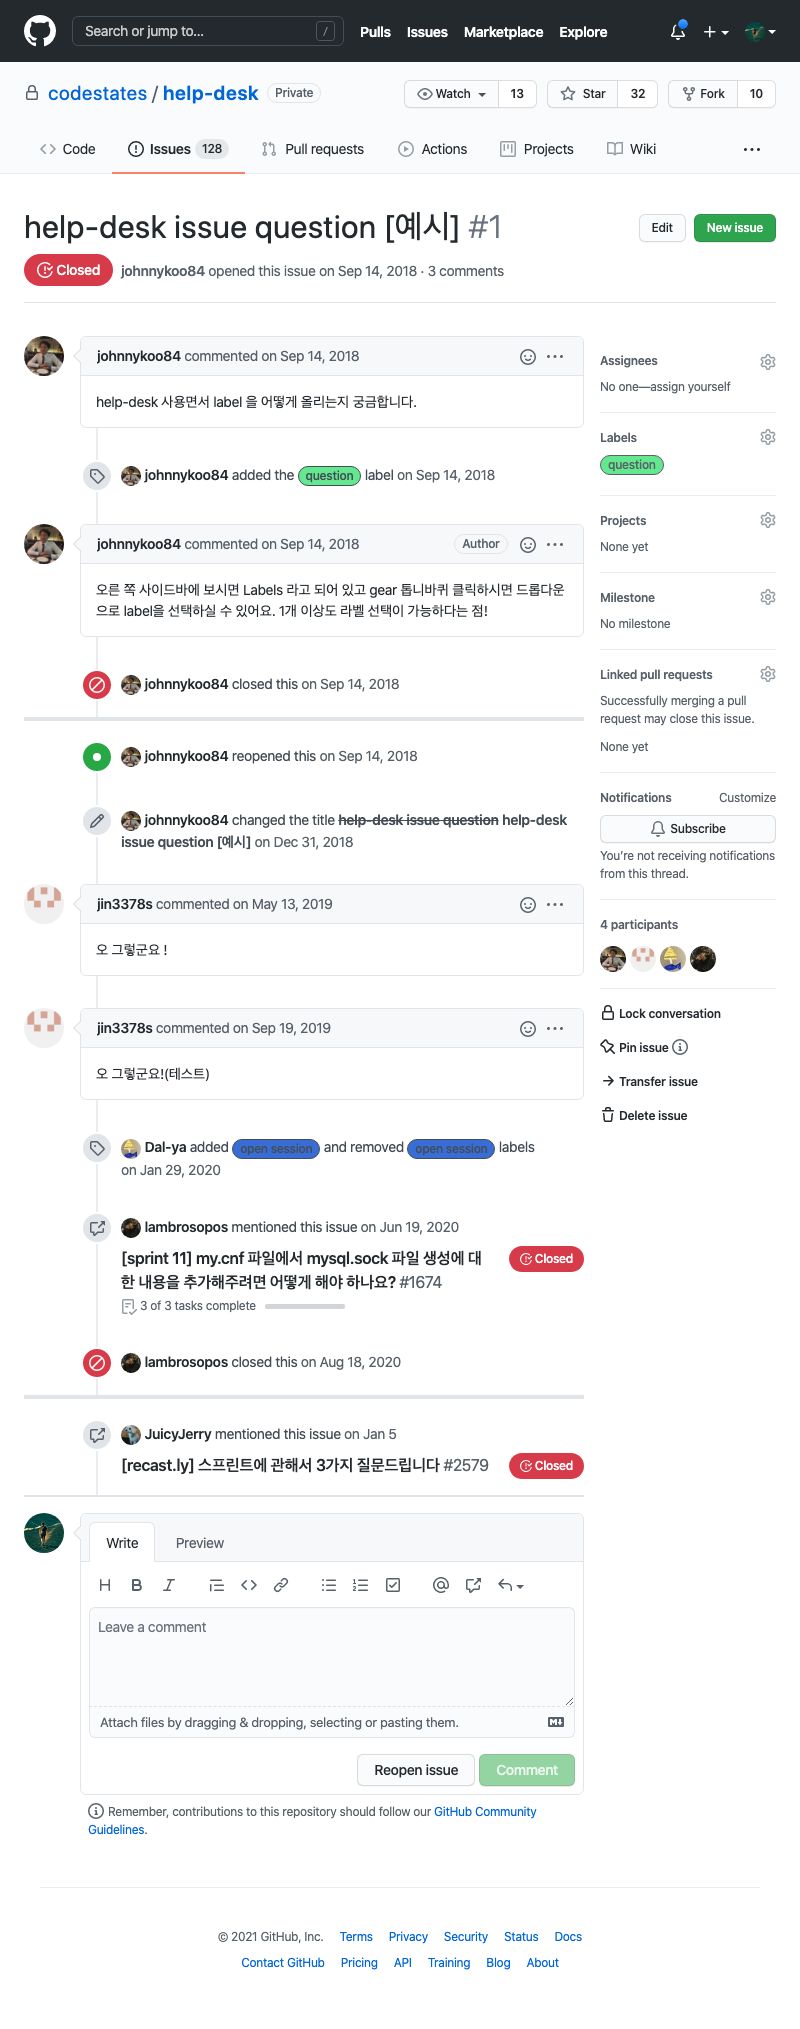 Search or jump to... /
Pulls Issues Marketplace Explore
codestates / help-desk Private
Watch 13 Star 32 Fork 10
Code Issues 128 Pull requests Actions Projects Wiki ...
help-desk issue question [예시] #1
Edit New issue
Closed johnnykoo84 opened this issue on Sep 14, 2018 · 3 comments
johnnykoo84 commented on Sep 14, 2018
help-desk 사용면서 label 을 어떻게 올리는지 궁금합니다.
johnnykoo84 added the question label on Sep 14, 2018
johnnykoo84 commented on Sep 14, 2018 Author
오른 쪽 사이드바에 보시면 Labels 라고 되어 있고 gear 톱니바퀴 클릭하시면 드롭다운
으로 label을 선택하실 수 있어요. 1개 이상도 라벨 선택이 가능하다는 점!
johnnykoo84 closed this on Sep 14, 2018
johnnykoo84 reopened this on Sep 14, 2018
johnnykoo84 changed the title help-desk issue question help-desk
issue question [예시] on Dec 31, 2018
jin3378s commented on May 13, 2019
오 그렇군요 !
jin3378s commented on Sep 19, 2019
오 그렇군요!(테스트)
Dal-ya added open session and removed open session labels
on Jan 29, 2020
lambrosopos mentioned this issue on Jun 19, 2020
[sprint 11] my.cnf 파일에서 mysql.sock 파일 생성에 대
한 내용을 추가해주려면 어떻게 해야 하나요? #1674
Closed
3 of 3 tasks complete
lambrosopos closed this on Aug 18, 2020
JuicyJerry mentioned this issue on Jan 5
[recast.ly] 스프린트에 관해서 3가지 질문드립니다 #2579
Closed
Write Preview
Leave a comment
Attach files by dragging & dropping, selecting or pasting them.
Reopen issue Comment
Remember, contributions to this repository should follow our GitHub Community
Guidelines.
Assignees
No one—assign yourself
Labels
question
Projects
None yet
Milestone
No milestone
Linked pull requests
Successfully merging a pull
request may close this issue.
None yet
Notifications Customize
Subscribe
You're not receiving notifications
from this thread.
4 participants
Lock conversation
Pin issue
Transfer issue
Delete issue
© 2021 GitHub, Inc. Terms Privacy Security Status Docs
Contact GitHub Pricing API Training Blog About